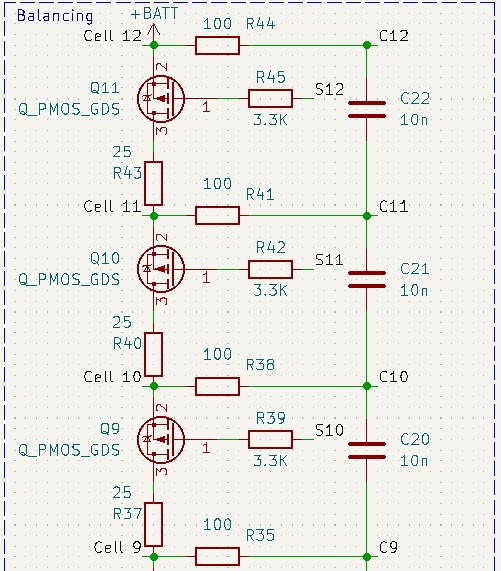 Balancing
+BATT
Cell 12
100 R44
C12
2
Q11
Q_PMOS_GDS
1
R45
3.3K
S12
C22
10n
3
25
R43
Cell 11
100
R41
C11
2
Q10
Q_PMOS_GDS
1
R42
3.3K
S11
C21
10n
3
25
R40
Cell 10
100
R38
C10
2
Q9
Q_PMOS_GDS
1
R39
3.3K
S10
C20
10n
3
25
R37
Cell 9
100
R35
C9